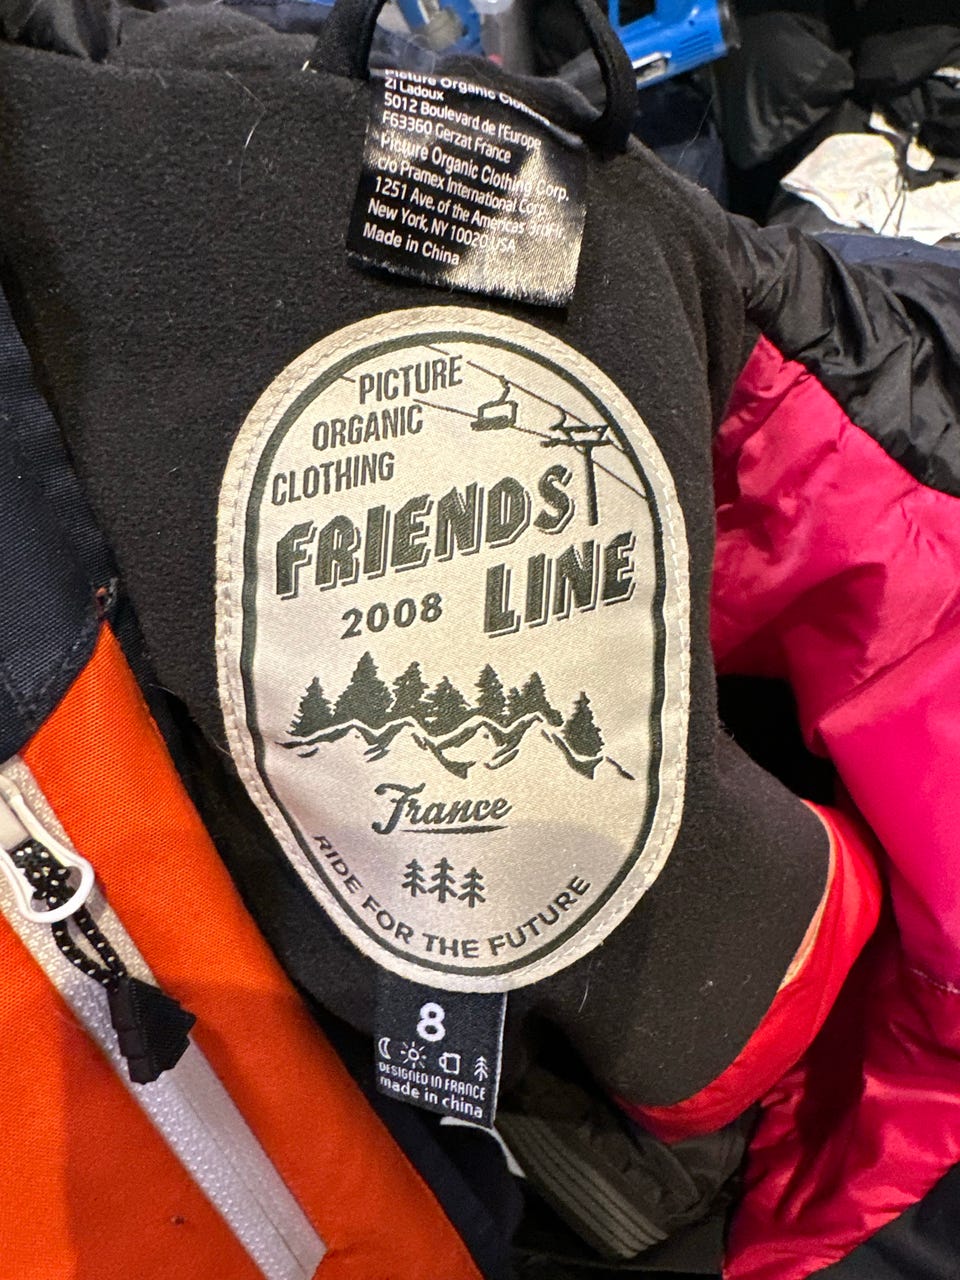 Picture Organic Clothing
ZI Ladoux
5012 Boulevard de l'Europe
F63360 Gerzat France
Picture Organic Clothing Corp.
c/o Pramex International Corp.
1251 Ave. of the Americas 3rdFl.
New York, NY 10020 USA
Made in China
PICTURE
ORGANIC
CLOTHING
FRIENDS
LINE
2008
France
RIDE FOR THE FUTURE
8
DESIGNED IN FRANCE
made in china